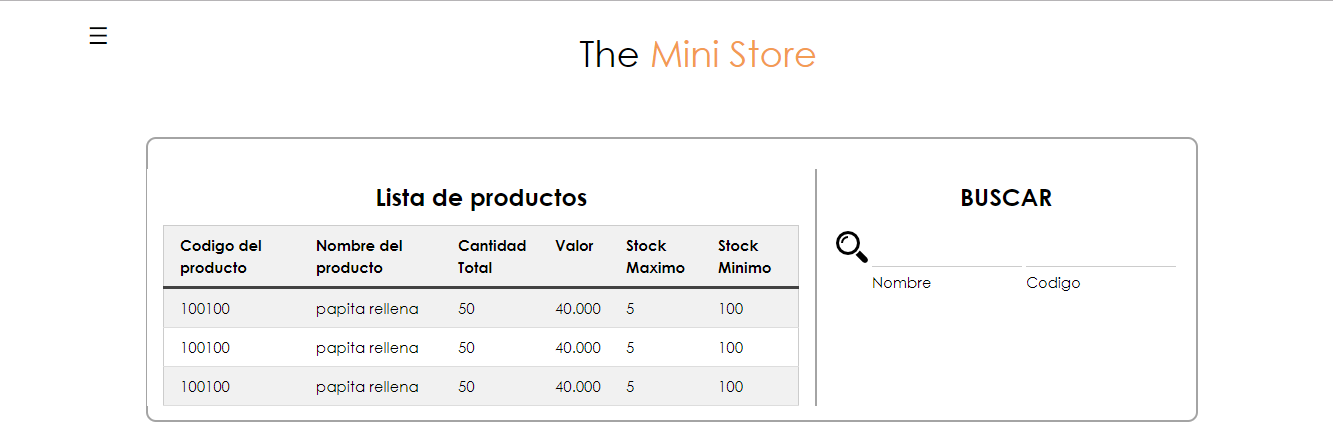 ☰
The Mini Store
Lista de productos
Codigo del producto Nombre del producto Cantidad Total Valor Stock Maximo Stock Minimo
100100 papita rellena 50 40.000 5 100
100100 papita rellena 50 40.000 5 100
100100 papita rellena 50 40.000 5 100
BUSCAR
Nombre Codigo